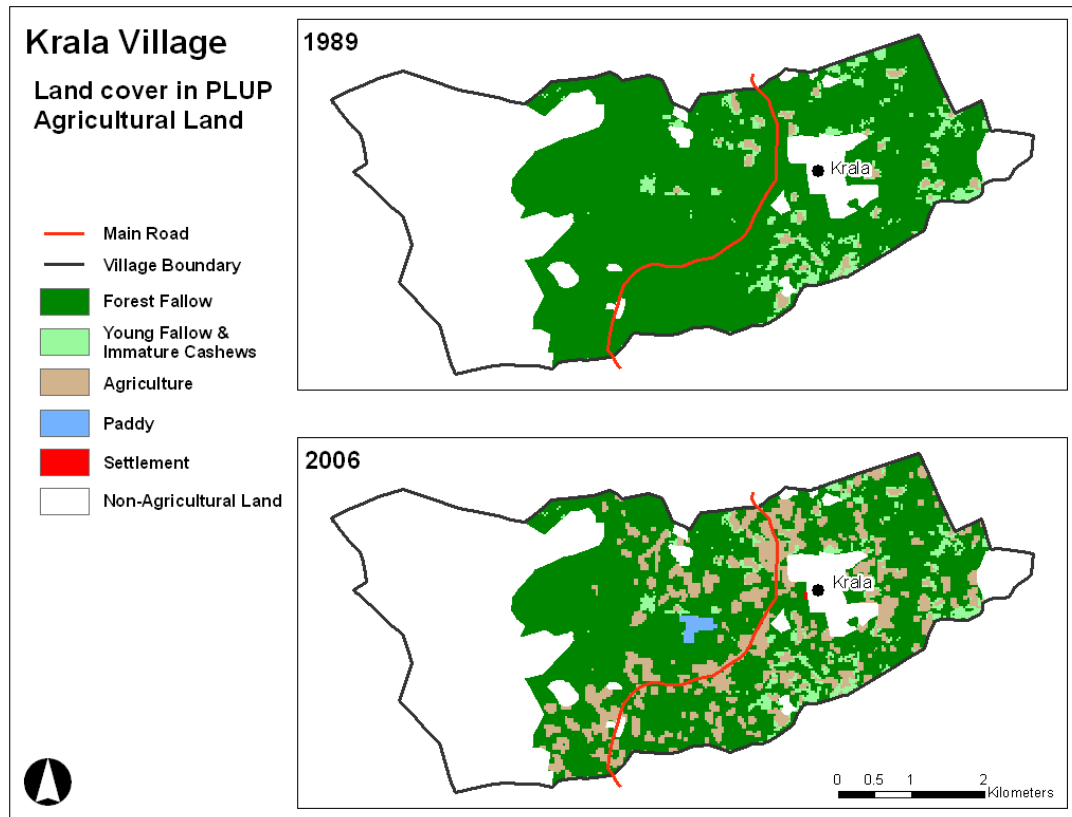 Krala Village
Land cover in PLUP
Agricultural Land
Main Road
Village Boundary
Forest Fallow
Young Fallow &
Immature Cashews
Agriculture
Paddy
Settlement
Non-Agricultural Land
1989
Krala
2006
Krala
0 0.5 1 2
Kilometers